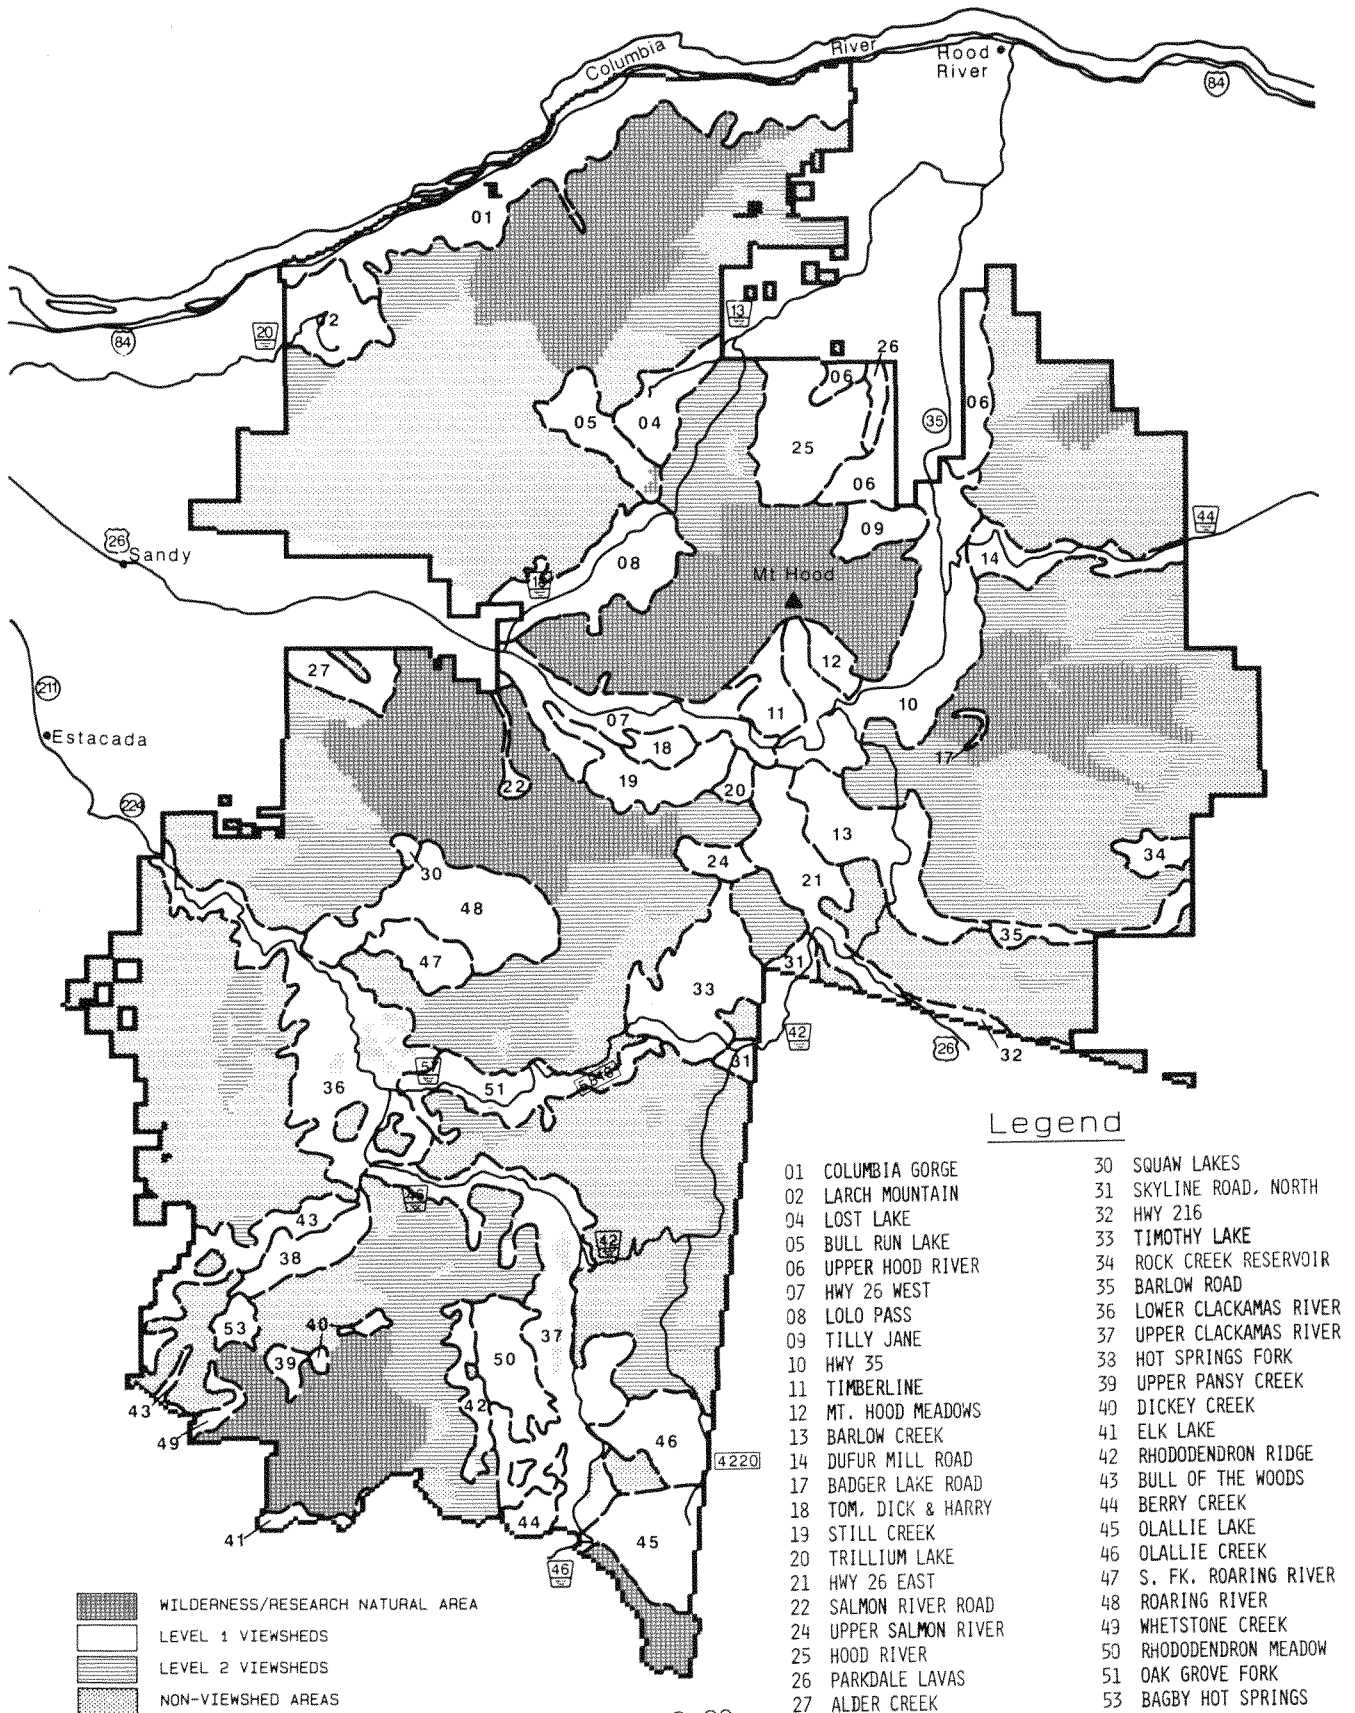 Columbia
River
Hood
River
84
01
02
20
84
13
26
06
05
04
25
35
06
06
09
44
14
26
Sandy
08
18
Mt Hood
12
27
211
Estacada
07
11
10
18
17
19
22
20
224
13
24
34
30
21
48
35
47
31
33
42
26
32
31
36
51
46
43
42
38
53
40
37
39
50
43
42
49
46
4220
44
41
45
46
Legend
01 COLUMBIA GORGE
02 LARCH MOUNTAIN
04 LOST LAKE
05 BULL RUN LAKE
06 UPPER HOOD RIVER
07 HWY 26 WEST
08 LOLO PASS
09 TILLY JANE
10 HWY 35
11 TIMBERLINE
12 MT. HOOD MEADOWS
13 BARLOW CREEK
14 DUFUR MILL ROAD
17 BADGER LAKE ROAD
18 TOM, DICK & HARRY
19 STILL CREEK
20 TRILLIUM LAKE
21 HWY 26 EAST
22 SALMON RIVER ROAD
24 UPPER SALMON RIVER
25 HOOD RIVER
26 PARKDALE LAVAS
27 ALDER CREEK
30 SQUAW LAKES
31 SKYLINE ROAD, NORTH
32 HWY 216
33 TIMOTHY LAKE
34 ROCK CREEK RESERVOIR
35 BARLOW ROAD
36 LOWER CLACKAMAS RIVER
37 UPPER CLACKAMAS RIVER
38 HOT SPRINGS FORK
39 UPPER PANSY CREEK
40 DICKEY CREEK
41 ELK LAKE
42 RHODODENDRON RIDGE
43 BULL OF THE WOODS
44 BERRY CREEK
45 OLALLIE LAKE
46 OLALLIE CREEK
47 S. FK. ROARING RIVER
48 ROARING RIVER
49 WHETSTONE CREEK
50 RHODODENDRON MEADOW
51 OAK GROVE FORK
53 BAGBY HOT SPRINGS
WILDERNESS/RESEARCH NATURAL AREA
LEVEL 1 VIEWSHEDS
LEVEL 2 VIEWSHEDS
NON-VIEWSHED AREAS